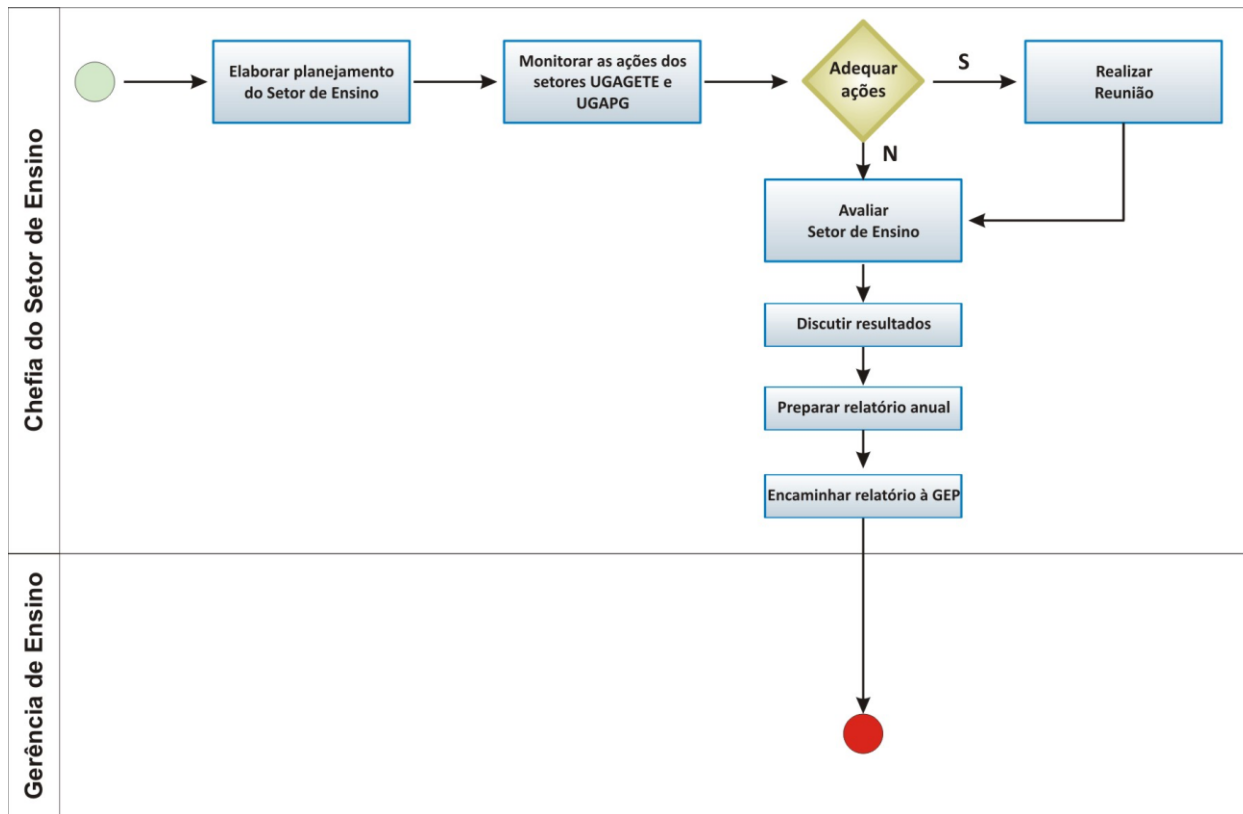 Chefia do Setor de Ensino
Elaborar planejamento
do Setor de Ensino
Monitorar as ações dos
setores UGAGETE e
UGAPG
Adequar
ações
S
Realizar
Reunião
N
Avaliar
Setor de Ensino
Discutir resultados
Preparar relatório anual
Encaminhar relatório à GEP
Gerência de Ensino